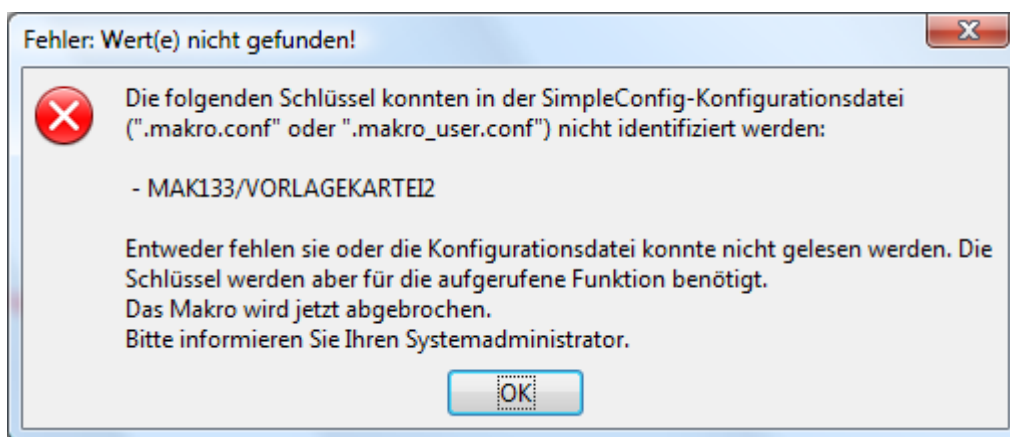 Fehler: Wert(e) nicht gefunden!
Die folgenden Schlüssel konnten in der SimpleConfig-Konfigurationsdatei
(".makro.conf" oder ".makro_user.conf") nicht identifiziert werden:
- MAK133/VORLAGEKARTEI2
Entweder fehlen sie oder die Konfigurationsdatei konnte nicht gelesen werden. Die
Schlüssel werden aber für die aufgerufene Funktion benötigt.
Das Makro wird jetzt abgebrochen.
Bitte informieren Sie Ihren Systemadministrator.
OK